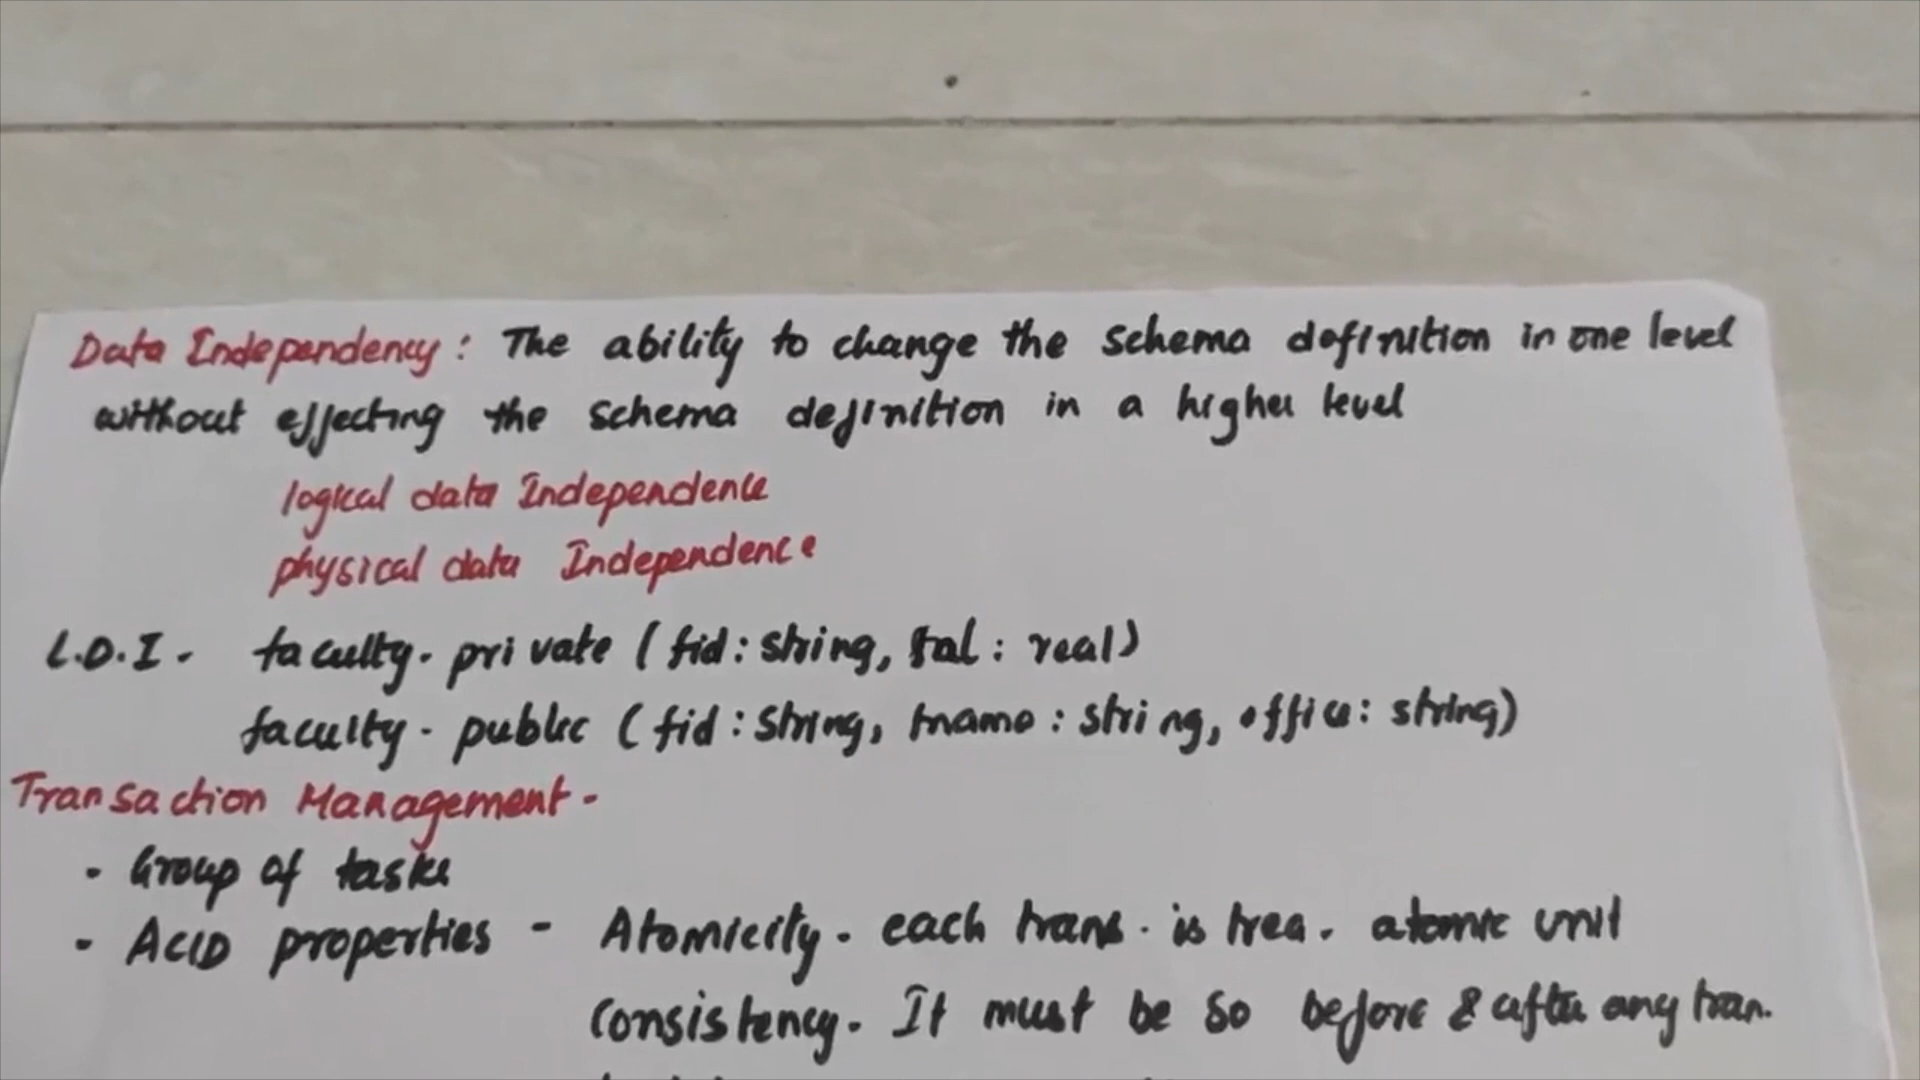 Data Independency: The ability to change the schema definition in one level
without effecting the schema definition in a higher level
logical data Independence
physical data Independence
L.D.I. faculty. private (fid: string, sal: real)
faculty. public (fid: string, fname: string, office: string)
Transaction Management -
- Group of tasks
- ACID properties - Atomicity. each trans. is trea. atomic unit
consistency. It must be so before & after any tran.